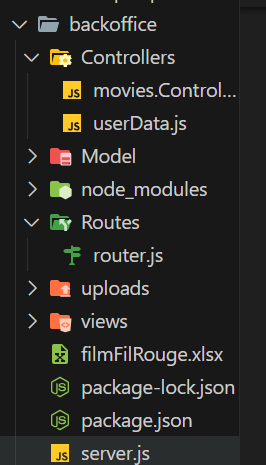 backoffice
Controllers
JS movies.Control...
JS userData.js
Model
node_modules
Routes
router.js
uploads
views
filmFilRouge.xlsx
package-lock.json
package.json
JS server.js